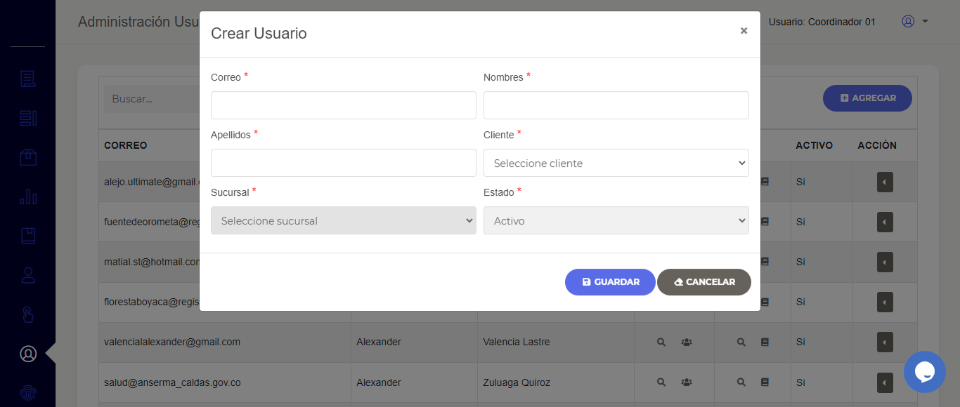 Administración Usu
Crear Usuario
×
Usuario: Coordinador 01
Correo *
Nombres *
Buscar...
AGREGAR
Apellidos *
Cliente *
CORREO
ACTIVO
ACCIÓN
Seleccione cliente
alejo.ultimate@gmail.
Si
Sucursal *
Estado *
fuentedeorometa@reg
Seleccione sucursal
Activo
Si
matial.st@hotmail.cor
Si
GUARDAR
CANCELAR
florestaboyaca@regis
Si
valencialalexander@gmail.com
Alexander
Valencia Lastre
Si
salud@anserma_caldas.gov.co
Alexander
Zuluaga Quiroz
Si